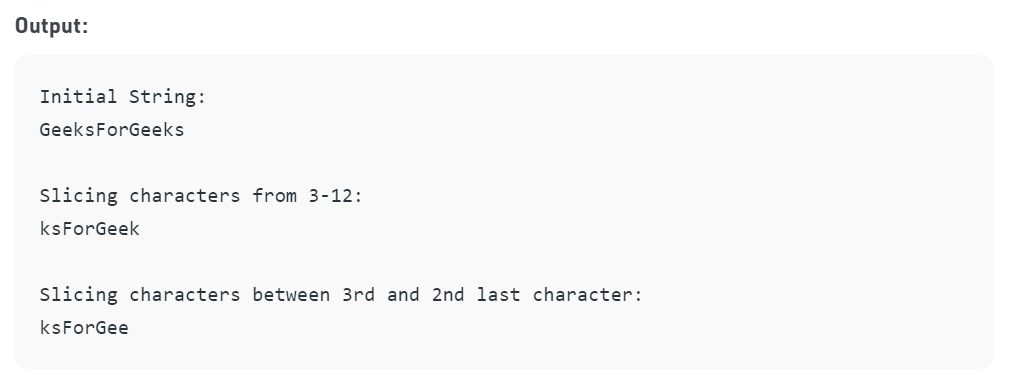 Output:
Initial String:
GeeksForGeeks
Slicing characters from 3-12:
ksForGeek
Slicing characters between 3rd and 2nd last character:
ksForGee